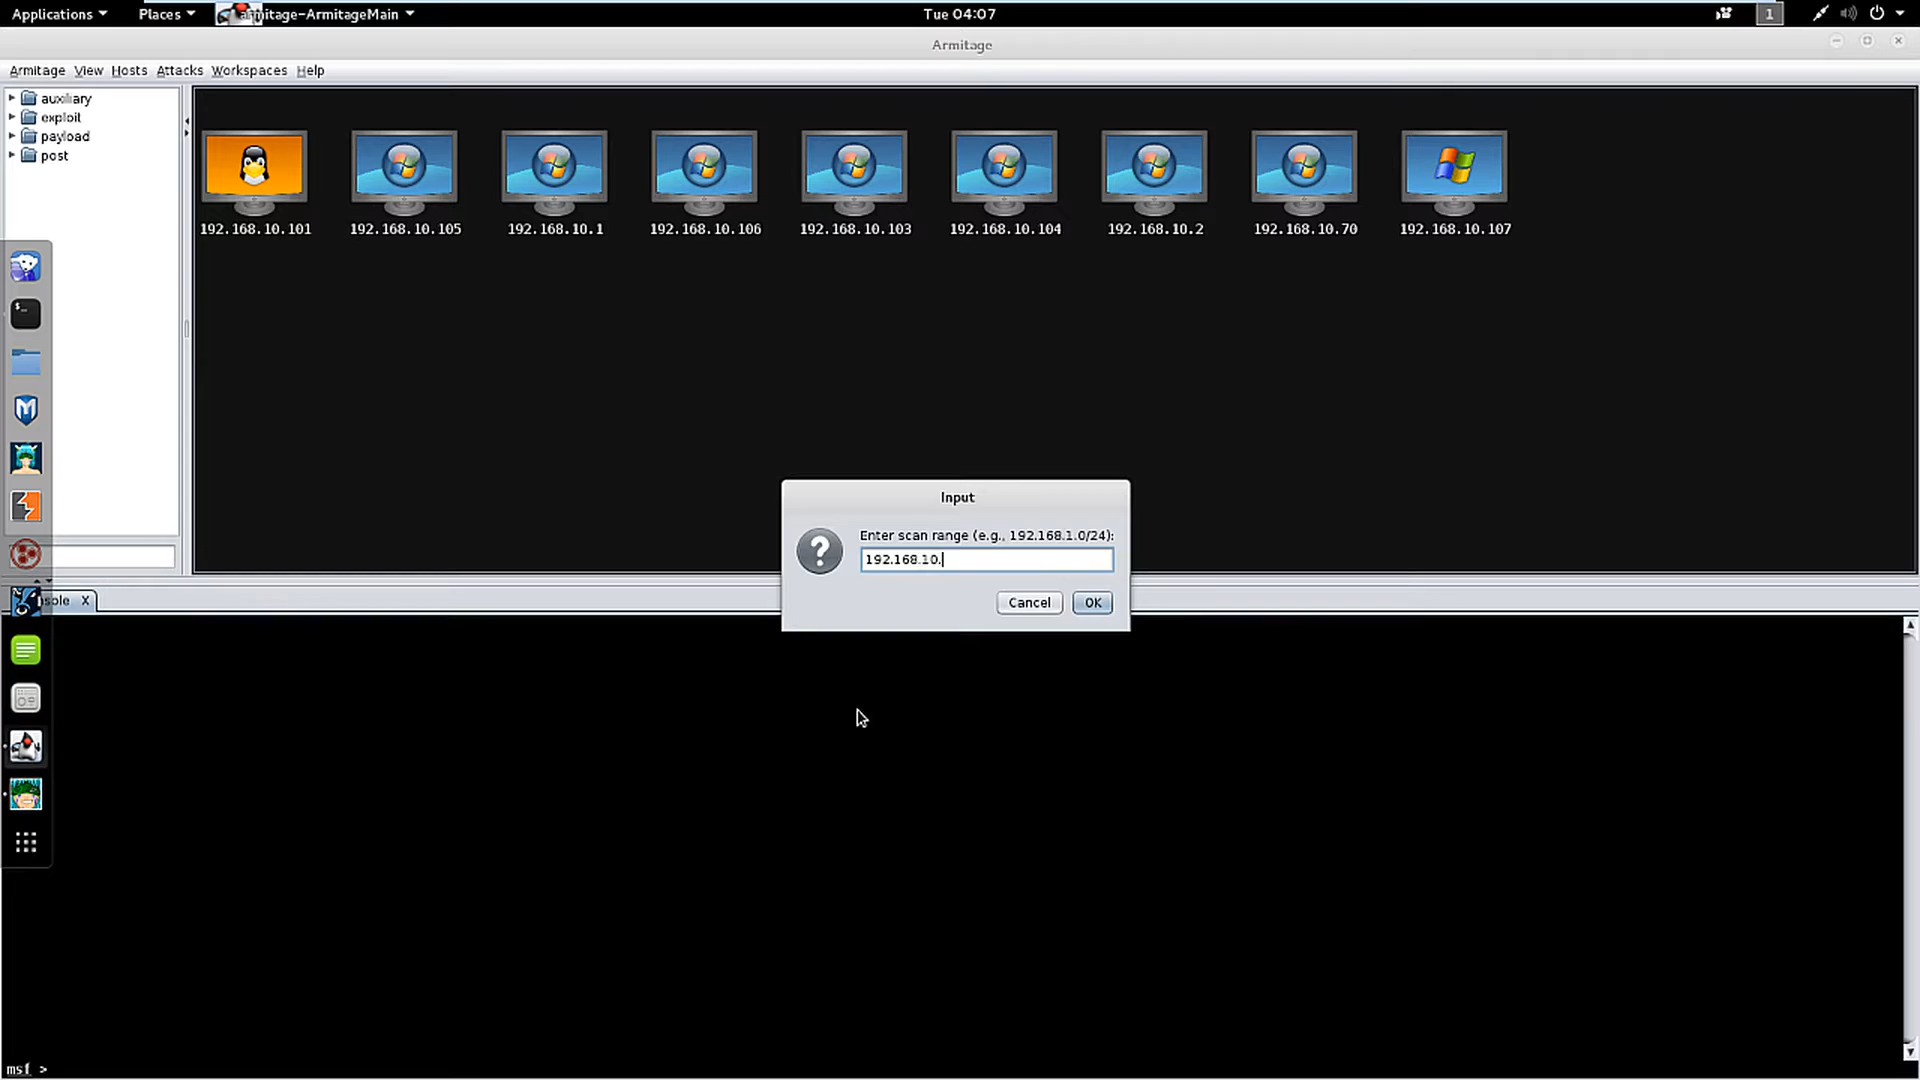 Applications Places armitage-ArmitageMain Tue 04:07 1
Armitage
Armitage View Hosts Attacks Workspaces Help
auxiliary
exploit
payload
post
192.168.10.101 192.168.10.105 192.168.10.1 192.168.10.106 192.168.10.103 192.168.10.104 192.168.10.2 192.168.10.70 192.168.10.107
Input
Enter scan range (e.g., 192.168.1.0/24):
192.168.10.
Cancel OK
sole X
msf >